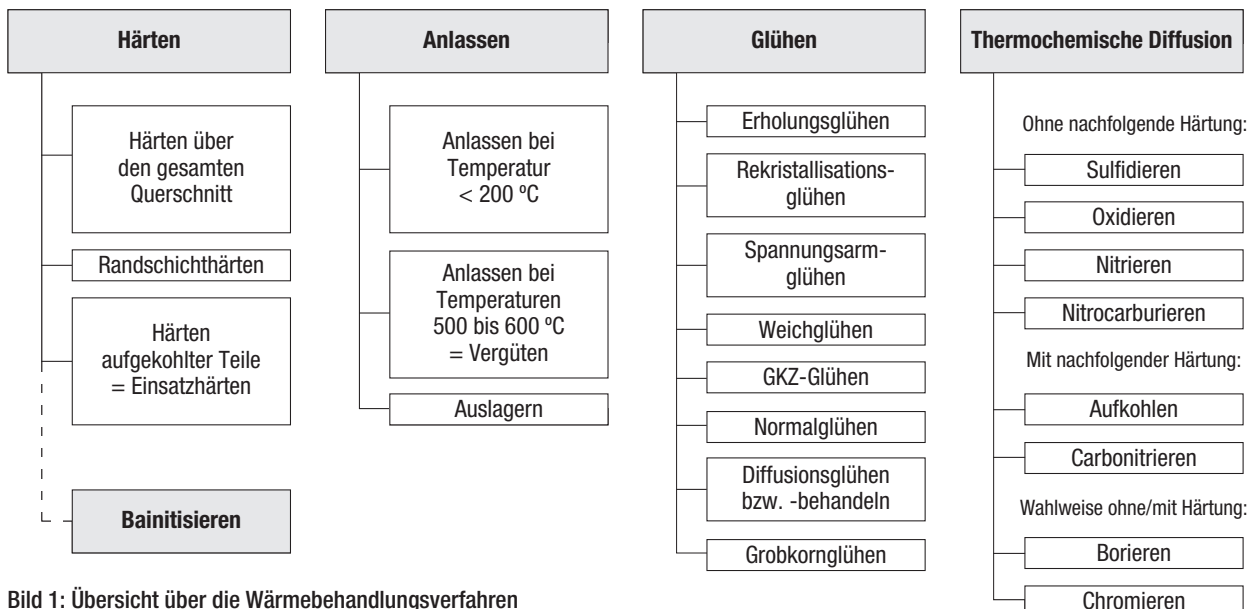 Härten
Härten über
den gesamten
Querschnitt
Randschichthärten
Härten
aufgekohlter Teile
= Einsatzhärten
Bainitisieren
Anlassen
Anlassen bei
Temperatur
< 200 ºC
Anlassen bei
Temperaturen
500 bis 600 ºC
= Vergüten
Auslagern
Glühen
Erholungsglühen
Rekristallisations-
glühen
Spannungsarm-
glühen
Weichglühen
GKZ-Glühen
Normalglühen
Diffusionsglühen
bzw. -behandeln
Grobkornglühen
Thermochemische Diffusion
Ohne nachfolgende Härtung:
Sulfidieren
Oxidieren
Nitrieren
Nitrocarburieren
Mit nachfolgender Härtung:
Aufkohlen
Carbonitrieren
Wahlweise ohne/mit Härtung:
Borieren
Chromieren
Bild 1: Übersicht über die Wärmebehandlungsverfahren